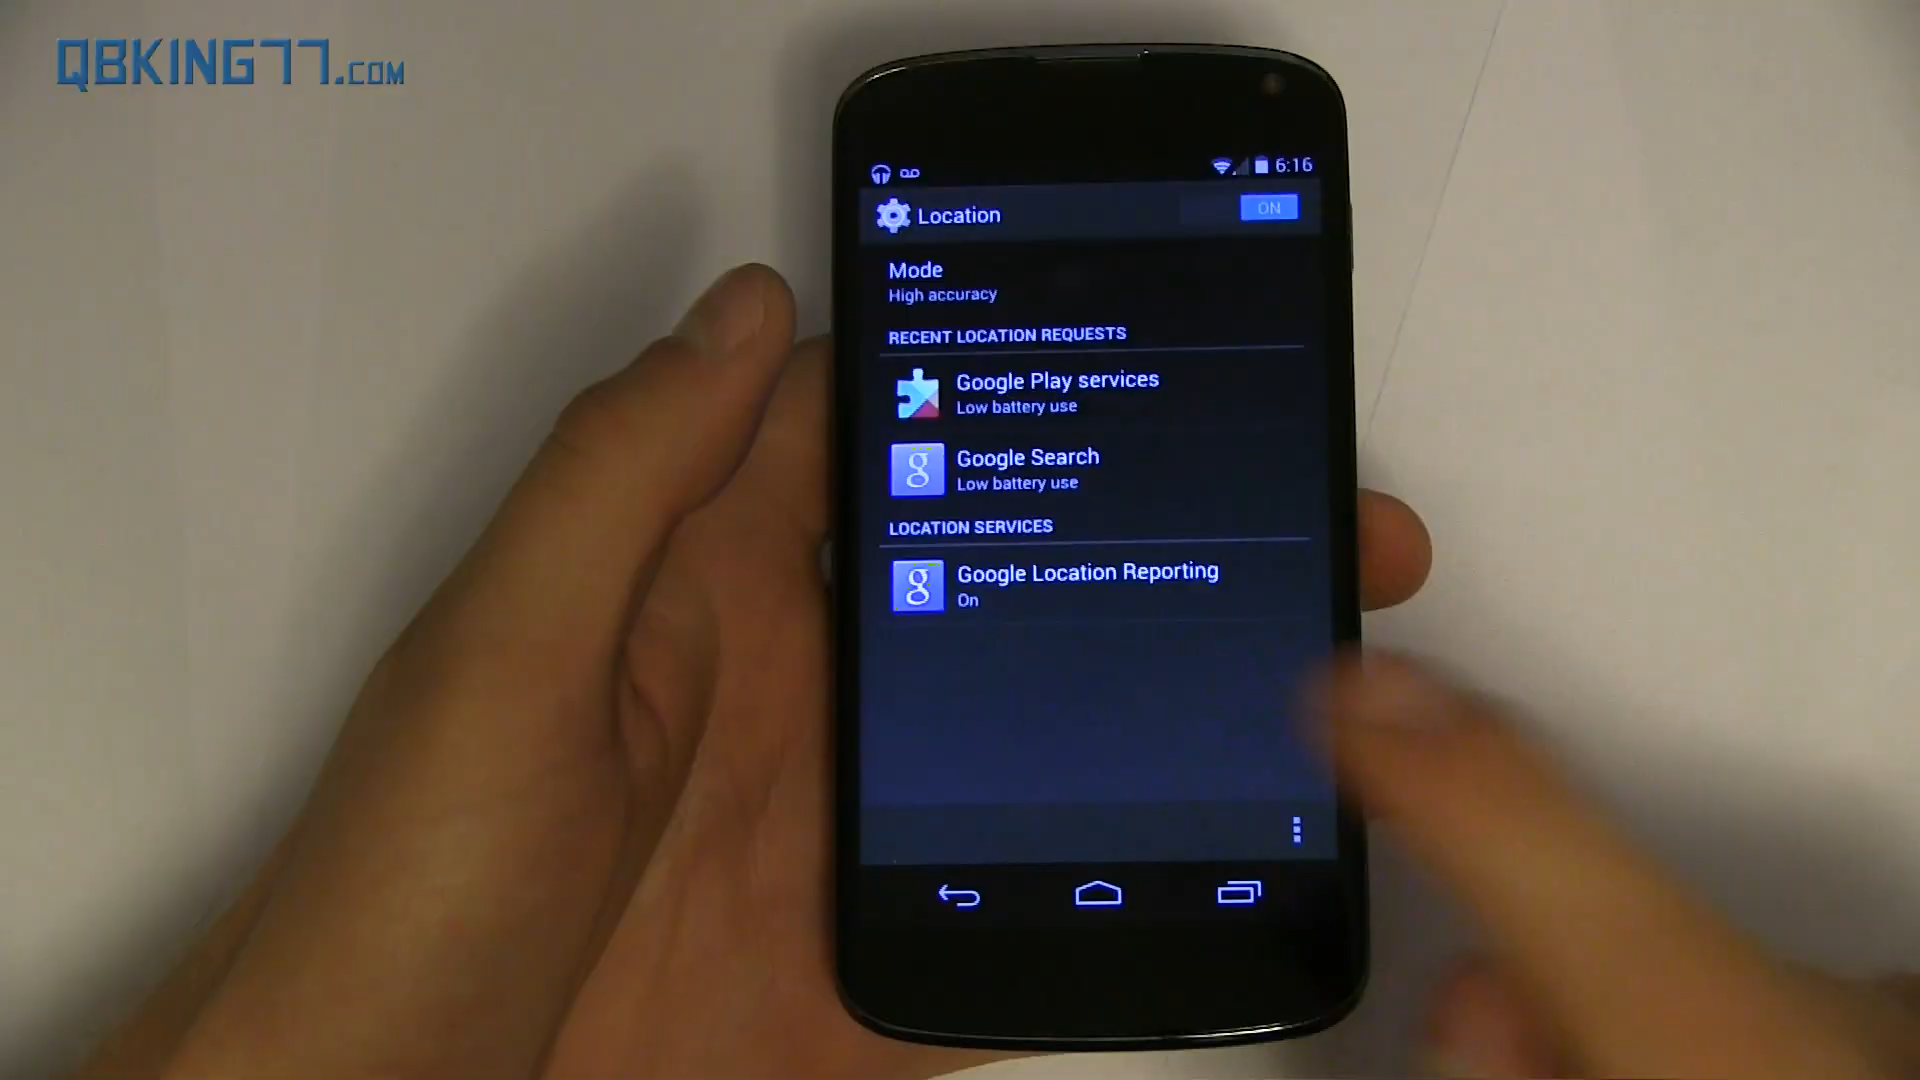 QBKING77.COM
6:16
Location
ON
Mode
High accuracy
RECENT LOCATION REQUESTS
Google Play services
Low battery use
g
Google Search
Low battery use
LOCATION SERVICES
g
Google Location Reporting
On